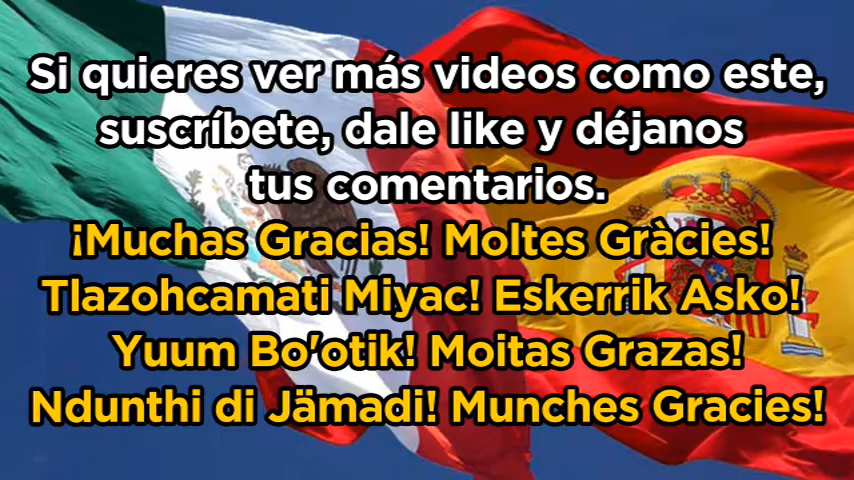 Si quieres ver más videos como este,
suscríbete, dale like y déjanos
tus comentarios.
¡Muchas Gracias! Moltes Gràcies!
Tlazohcamati Miyac! Eskerrik Asko!
Yuum Bo'otik! Moitas Grazas!
Ndunthi di Jämadi! Munches Gracies!